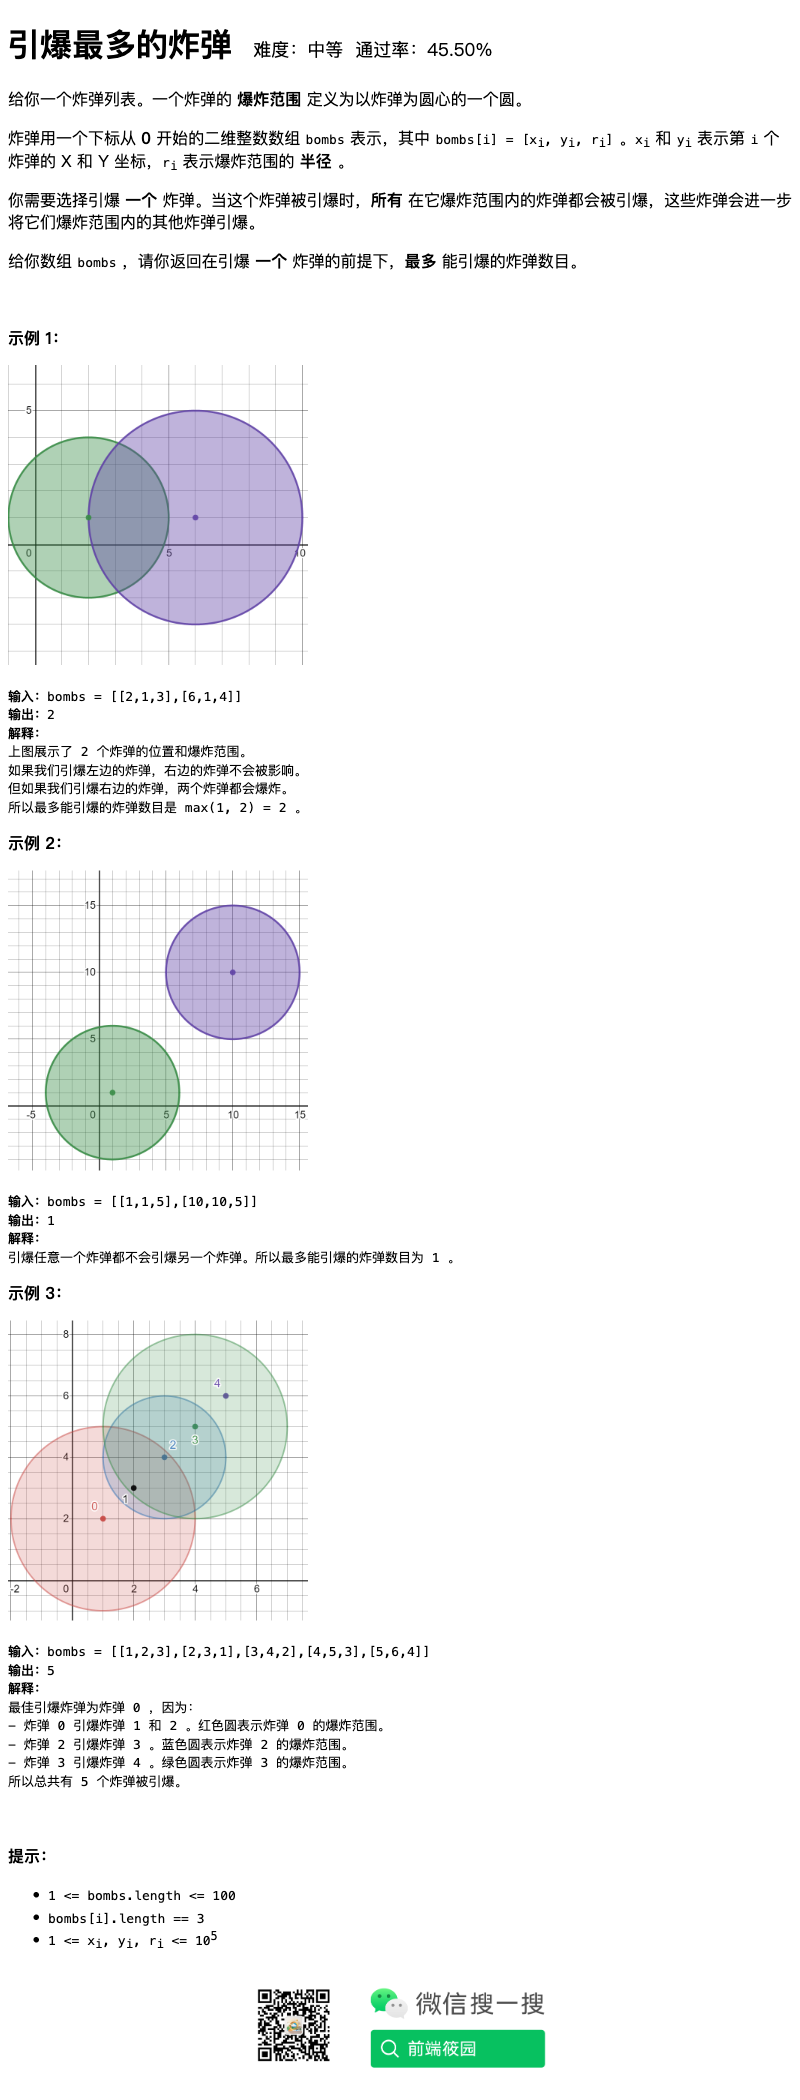 引爆最多的炸弹 难度：中等 通过率：45.50%
给你一个炸弹列表。一个炸弹的 爆炸范围 定义为以炸弹为圆心的一个圆。
炸弹用一个下标从 0 开始的二维整数数组 bombs 表示，其中 bombs[i] = [xi, yi, ri] 。xi 和 yi 表示第 i 个
炸弹的 X 和 Y 坐标，ri 表示爆炸范围的 半径 。
你需要选择引爆 一个 炸弹。当这个炸弹被引爆时，所有 在它爆炸范围内的炸弹都会被引爆，这些炸弹会进一步
将它们爆炸范围内的其他炸弹引爆。
给你数组 bombs ，请你返回在引爆 一个 炸弹的前提下，最多 能引爆的炸弹数目。
示例 1：
5
0 5 10
输入：bombs = [[2,1,3],[6,1,4]]
输出：2
解释：
上图展示了 2 个炸弹的位置和爆炸范围。
如果我们引爆左边的炸弹，右边的炸弹不会被影响。
但如果我们引爆右边的炸弹，两个炸弹都会爆炸。
所以最多能引爆的炸弹数目是 max(1, 2) = 2 。
示例 2：
15
10
5
-5 0 5 10 15
输入：bombs = [[1,1,5],[10,10,5]]
输出：1
解释：
引爆任意一个炸弹都不会引爆另一个炸弹。所以最多能引爆的炸弹数目为 1 。
示例 3：
8
4
6
3
2
4
1
0
2
-2 0 2 4 6
输入：bombs = [[1,2,3],[2,3,1],[3,4,2],[4,5,3],[5,6,4]]
输出：5
解释：
最佳引爆炸弹为炸弹 0 ，因为：
- 炸弹 0 引爆炸弹 1 和 2 。红色圆表示炸弹 0 的爆炸范围。
- 炸弹 2 引爆炸弹 3 。蓝色圆表示炸弹 2 的爆炸范围。
- 炸弹 3 引爆炸弹 4 。绿色圆表示炸弹 3 的爆炸范围。
所以总共有 5 个炸弹被引爆。
提示：
• 1 <= bombs.length <= 100
• bombs[i].length == 3
• 1 <= xi, yi, ri <= 10^5
微信搜一搜
前端筱园